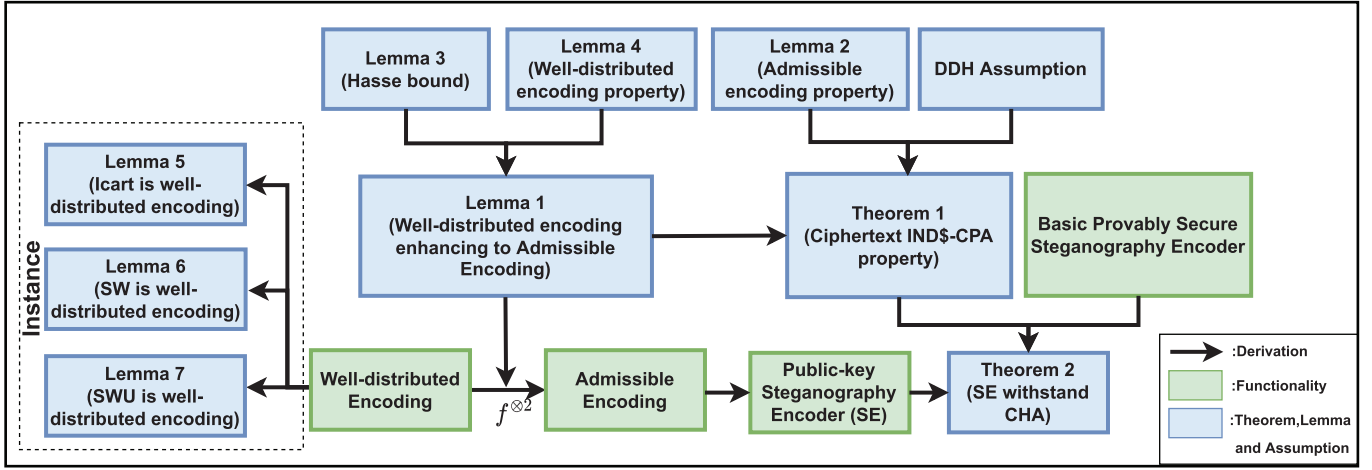 Lemma 3
(Hasse bound)
Lemma 4
(Well-distributed
encoding property)
Lemma 2
(Admissible
encoding property)
DDH Assumption
Instance
Lemma 5
(Icart is well-
distributed encoding)
Lemma 6
(SW is well-
distributed encoding)
Lemma 7
(SWU is well-
distributed encoding)
Lemma 1
(Well-distributed encoding
enhancing to Admissible
Encoding)
Theorem 1
(Ciphertext IND$-CPA
property)
Basic Provably Secure
Steganography Encoder
Well-distributed
Encoding
f⊗2
Admissible
Encoding
Public-key
Steganography
Encoder (SE)
Theorem 2
(SE withstand
CHA)
:Derivation
:Functionality
:Theorem,Lemma
and Assumption